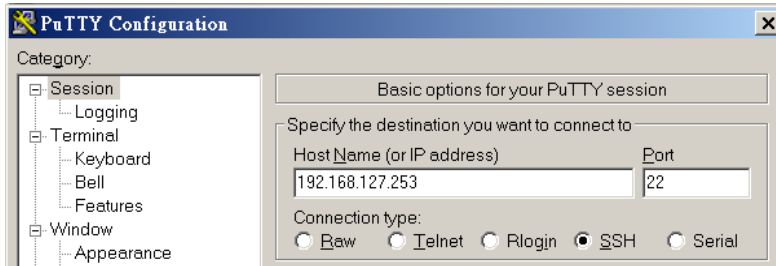 PuTTY Configuration
Category:
Session
Logging
Terminal
Keyboard
Bell
Features
Window
Appearance
Basic options for your PuTTY session
Specify the destination you want to connect to
Host Name (or IP address) Port
192.168.127.253 22
Connection type:
Raw Telnet Rlogin SSH Serial